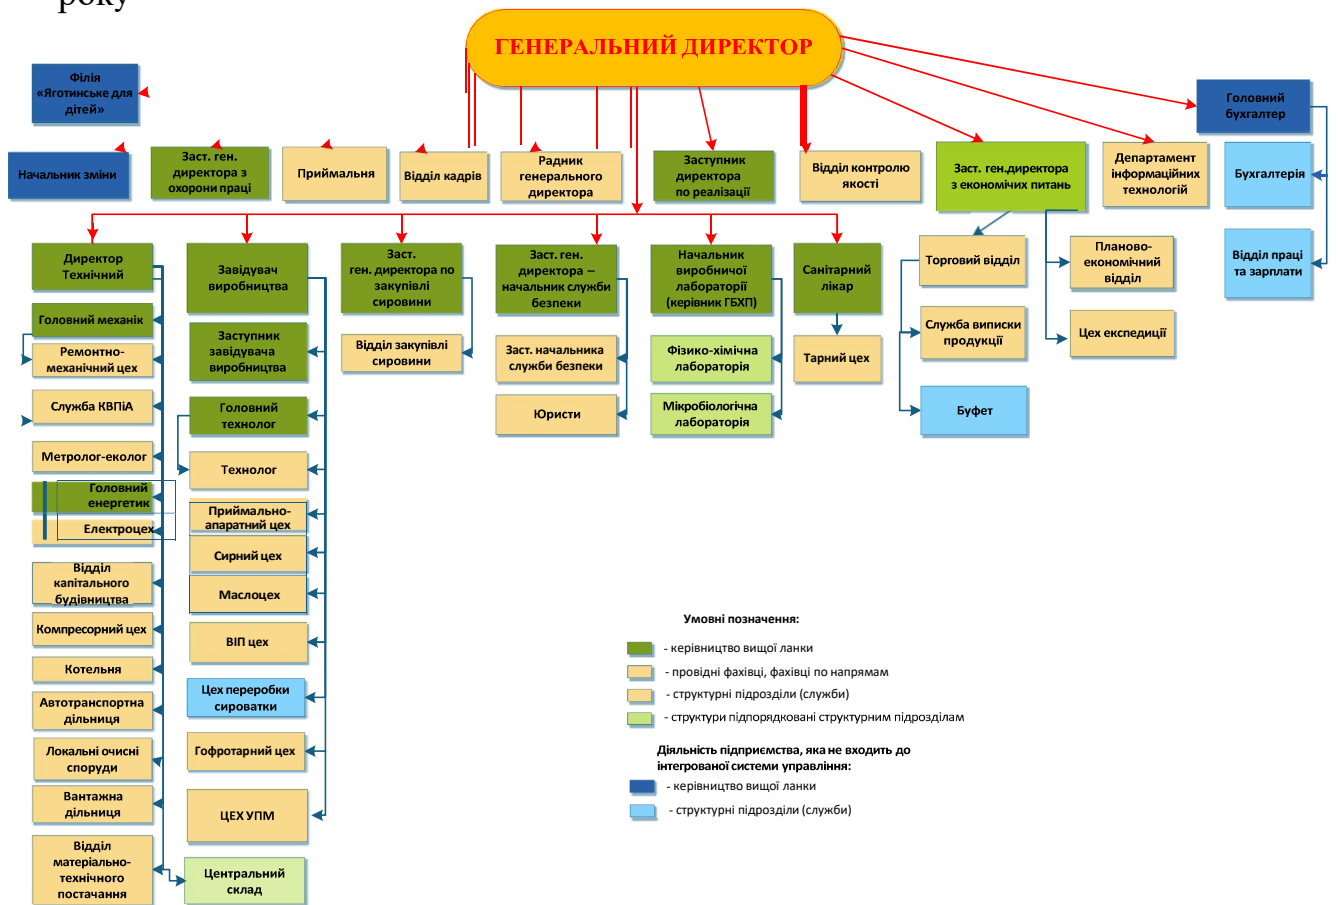 року
ГЕНЕРАЛЬНИЙ ДИРЕКТОР
Філія
«Яготинське для
дітей»
Головний
бухгалтер
Начальник зміни
Заст. ген.
директора з
охорони праці
Приймальня
Відділ кадрів
Радник
генерального
директора
Заступник
директора
по реалізації
Відділ контролю
якості
Заст. ген.директора
з економічих питань
Департамент
інформаційних
технологій
Бухгалтерія
Відділ праці
та зарплати
Директор
Технічний
Завідувач
виробництва
Заст.
ген. директора по
закупівлі
сировини
Заст. ген.
директора –
начальник служби
безпеки
Начальник
виробничої
лабораторії
(керівник ГБХП)
Санітарний
лікар
Торговий відділ
Планово-
економічний
відділ
Головний механік
Ремонтно-
механічний цех
Служба КВПіА
Метролог-еколог
Головний
енергетик
Електроцех
Відділ
капітального
будівництва
Компресорний цех
Котельня
Автотранспортна
дільниця
Локальні очисні
споруди
Вантажна
дільниця
Відділ
матеріально-
технічного
постачання
Заступник
завідувача
виробництва
Головний
технолог
Технолог
Приймально-
апаратний цех
Сирний цех
Маслоцех
ВІП цех
Цех переробки
сироватки
Гофротарний цех
ЦЕХ УПМ
Центральний
склад
Відділ закупівлі
сировини
Заст. начальника
служби безпеки
Юристи
Фізико-хімічна
лабораторія
Мікробіологічна
лабораторія
Тарний цех
Служба виписки
продукції
Буфет
Цех експедиції
Умовні позначення:
- керівництво вищої ланки
- провідні фахівці, фахівці по напрямам
- структурні підрозділи (служби)
- структури підпорядковані структурним підрозділам
Діяльність підприємства, яка не входить до
інтегрованої системи управління:
- керівництво вищої ланки
- структурні підрозділи (служби)